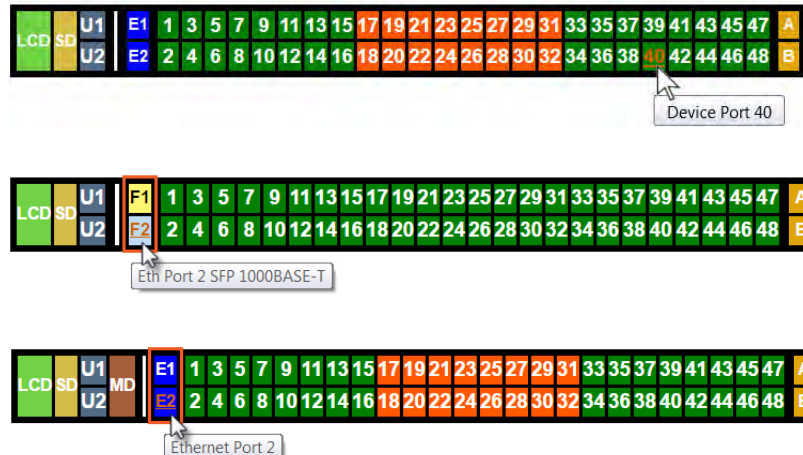 LCD SD U1 E1 1 3 5 7 9 11 13 15 17 19 21 23 25 27 29 31 33 35 37 39 41 43 45 47 A
U2 E2 2 4 6 8 10 12 14 16 18 20 22 24 26 28 30 32 34 36 38 40 42 44 46 48 B
Device Port 40
LCD SD U1 F1 1 3 5 7 9 11 13 15 17 19 21 23 25 27 29 31 33 35 37 39 41 43 45 47 A
U2 F2 2 4 6 8 10 12 14 16 18 20 22 24 26 28 30 32 34 36 38 40 42 44 46 48 B
Eth Port 2 SFP 1000BASE-T
LCD SD U1 MD E1 1 3 5 7 9 11 13 15 17 19 21 23 25 27 29 31 33 35 37 39 41 43 45 47 A
U2 E2 2 4 6 8 10 12 14 16 18 20 22 24 26 28 30 32 34 36 38 40 42 44 46 48 B
Ethernet Port 2